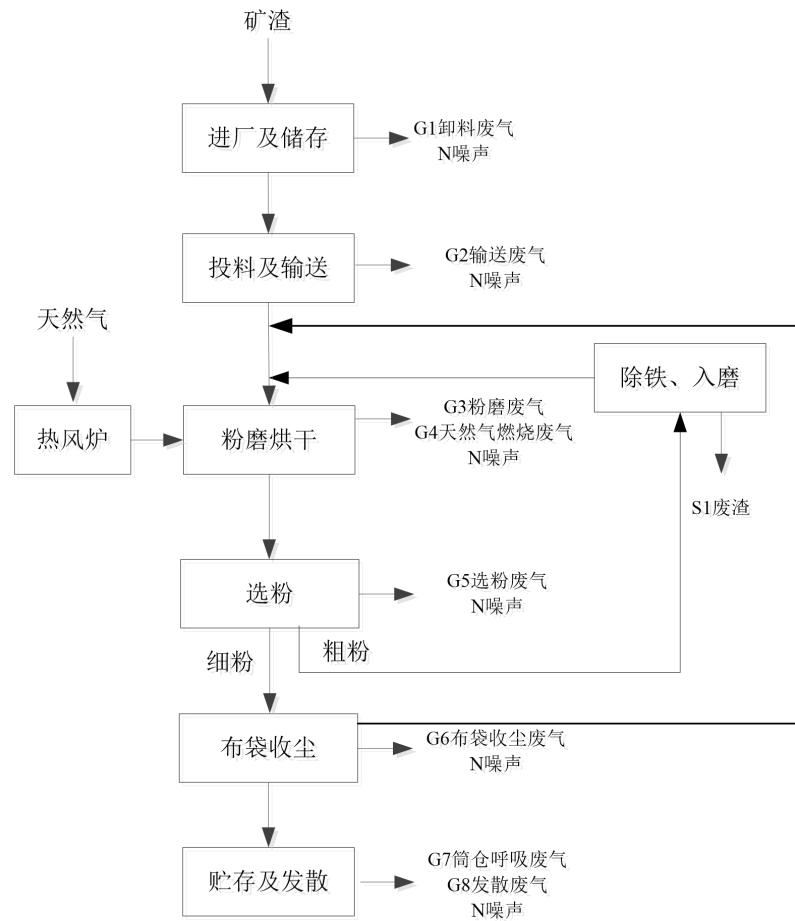 矿渣
进厂及储存
G1卸料废气
N噪声
投料及输送
G2输送废气
N噪声
天然气
除铁、入磨
热风炉
粉磨烘干
G3粉磨废气
G4天然气燃烧废气
N噪声
S1废渣
选粉
G5选粉废气
N噪声
细粉
粗粉
布袋收尘
G6布袋收尘废气
N噪声
贮存及发散
G7筒仓呼吸废气
G8发散废气
N噪声